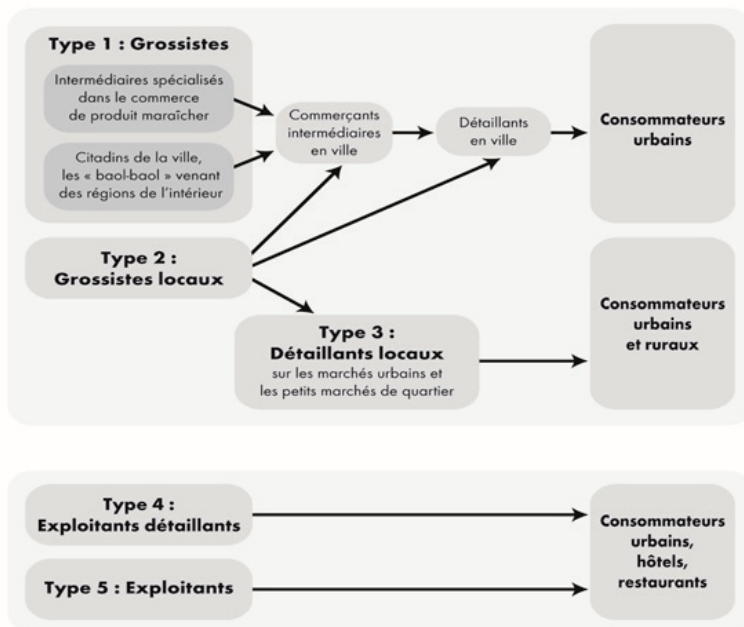 Type 1 : Grossistes
Intermédiaires spécialisés
dans le commerce
de produit maraîcher
Citadins de la ville,
les « baol-baol » venant
des régions de l'intérieur
Commerçants
intermédiaires
en ville
Détaillants
en ville
Consommateurs
urbains
Type 2 :
Grossistes locaux
Type 3 :
Détaillants locaux
sur les marchés urbains et
les petits marchés de quartier
Consommateurs
urbains
et ruraux
Type 4 :
Exploitants détaillants
Type 5 : Exploitants
Consommateurs
urbains,
hôtels,
restaurants